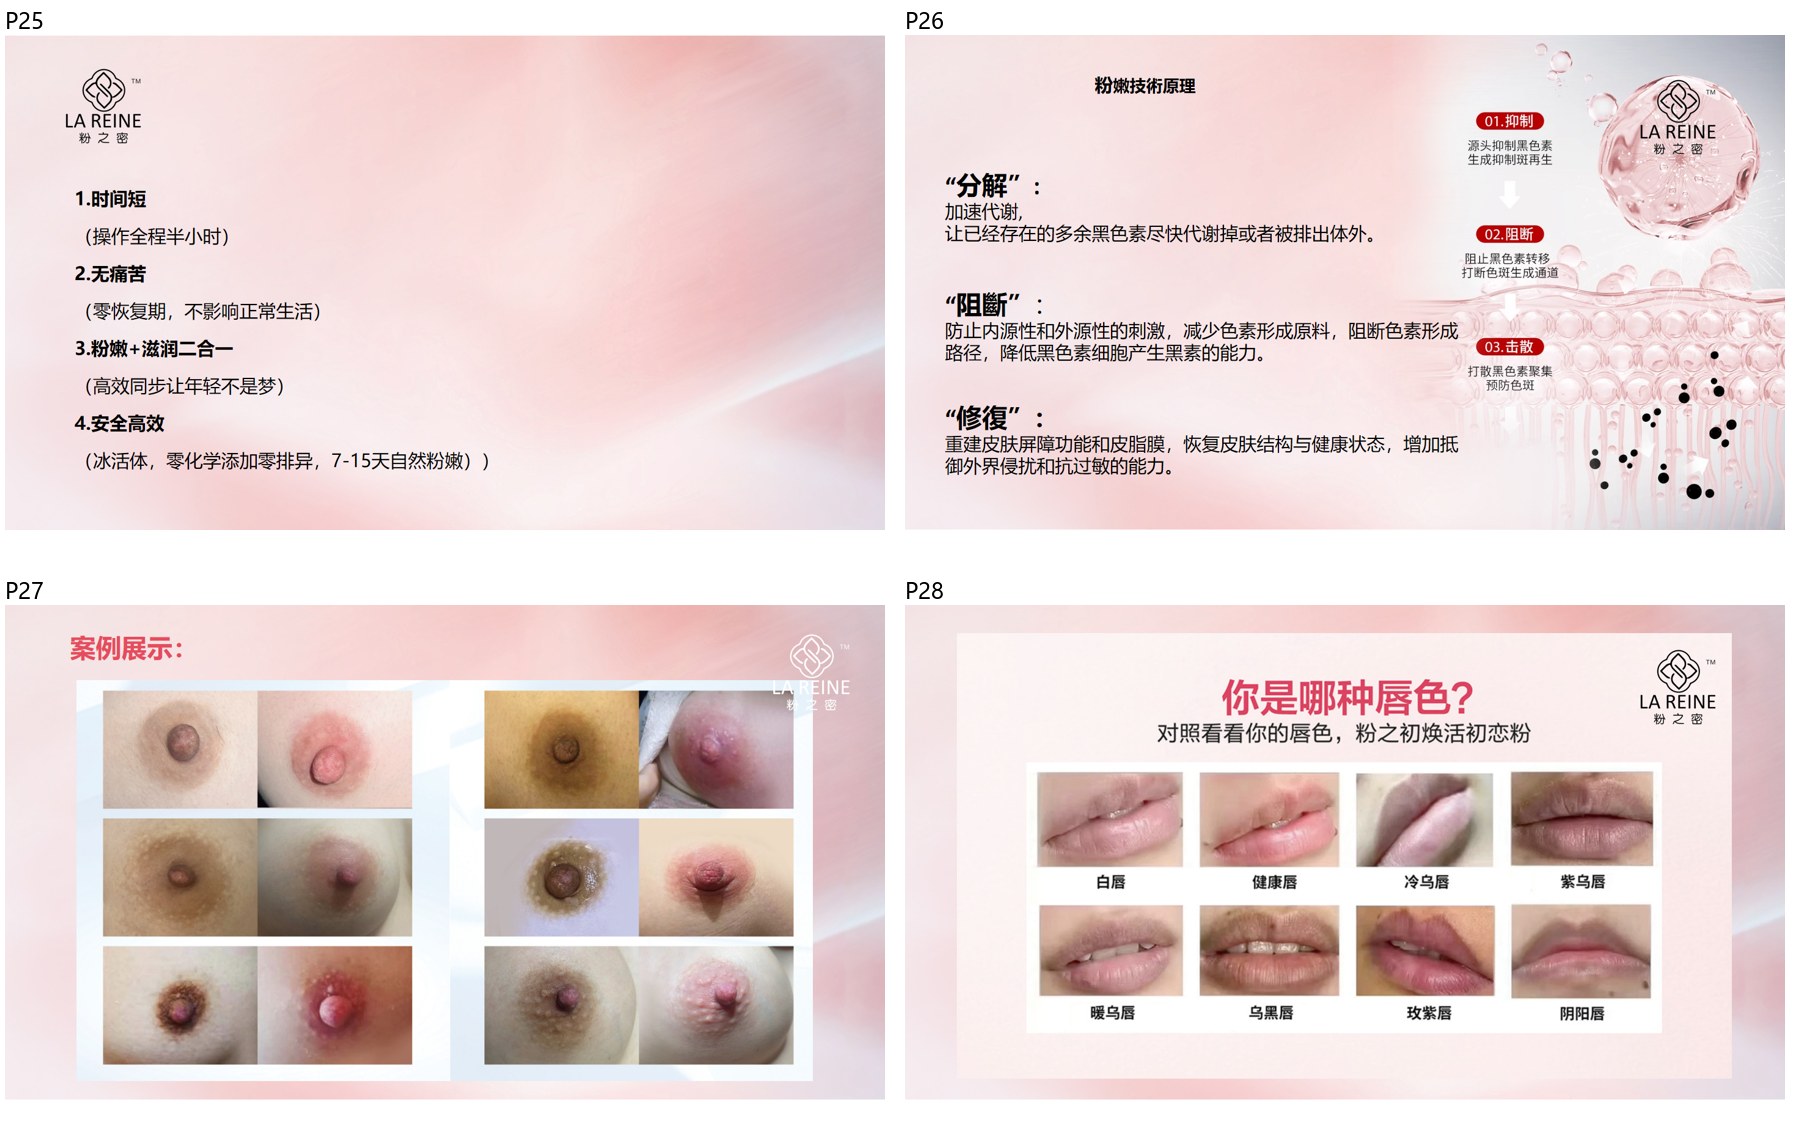 P25
LA REINE
TM
粉之密
1.时间短
（操作全程半小时）
2.无痛苦
（零恢复期，不影响正常生活）
3.粉嫩+滋润二合一
（高效同步让年轻不是梦）
4.安全高效
（冰活体，零化学添加零排异，7-15天自然粉嫩））
P26
粉嫩技術原理
TM
LA REINE
粉之密
“分解”：
加速代谢,
让已经存在的多余黑色素尽快代谢掉或者被排出体外。
“阻斷”：
防止内源性和外源性的刺激，减少色素形成原料，阻断色素形成
路径，降低黑色素细胞产生黑素的能力。
“修復”：
重建皮肤屏障功能和皮脂膜，恢复皮肤结构与健康状态，增加抵
御外界侵扰和抗过敏的能力。
01.抑制
源头抑制黑色素
生成抑制斑再生
02.阻断
阻止黑色素转移
打断色斑生成通道
03.击散
打散黑色素聚集
预防色斑
P27
案例展示：
TM
LA REINE
粉之密
P28
TM
LA REINE
粉之密
你是哪种唇色？
对照看看你的唇色，粉之初焕活初恋粉
白唇
健康唇
冷乌唇
紫乌唇
暖乌唇
乌黑唇
玫紫唇
阴阳唇